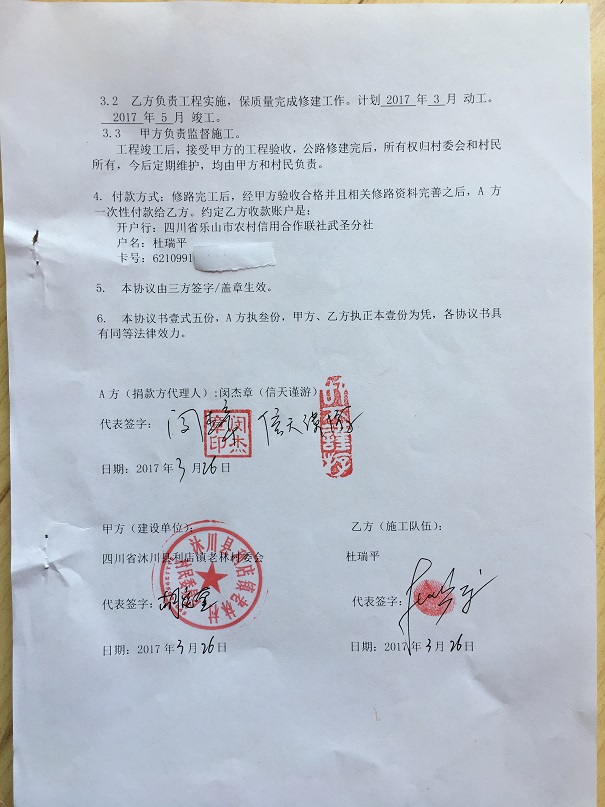 3.2 乙方负责工程实施，保质量完成修建工作。计划 2017 年 3 月 动工。
2017 年 5 月 竣工。
3.3 甲方负责监督施工。
工程竣工后，接受甲方的工程验收，公路修建完后，所有权归村委会和村民
所有，今后定期维护，均由甲方和村民负责。
4. 付款方式：修路完工后，经甲方验收合格并且相关修路资料完善之后，A 方
一次性付款给乙方。约定乙方收款账户是：
开户行：四川省乐山市农村信用合作联社武圣分社
户名：杜瑞平
卡号：6210991
5. 本协议由三方签字/盖章生效。
6. 本协议书壹式五份，A 方执叁份，甲方、乙方执正本壹份为凭，各协议书具
有同等法律效力。
A 方（捐款方代理人）:闵杰章（信天谨游）
代表签字： 闵杰章 信天谨游
闵杰章印
日期：2017 年 3 月 26 日
甲方（建设单位）：
乙方（施工队伍）：
四川省沐川县利店镇老林村委会
杜瑞平
代表签字：
代表签字： 杜瑞平
日期：2017 年 3 月 26 日
日期：2017 年 3 月 26 日